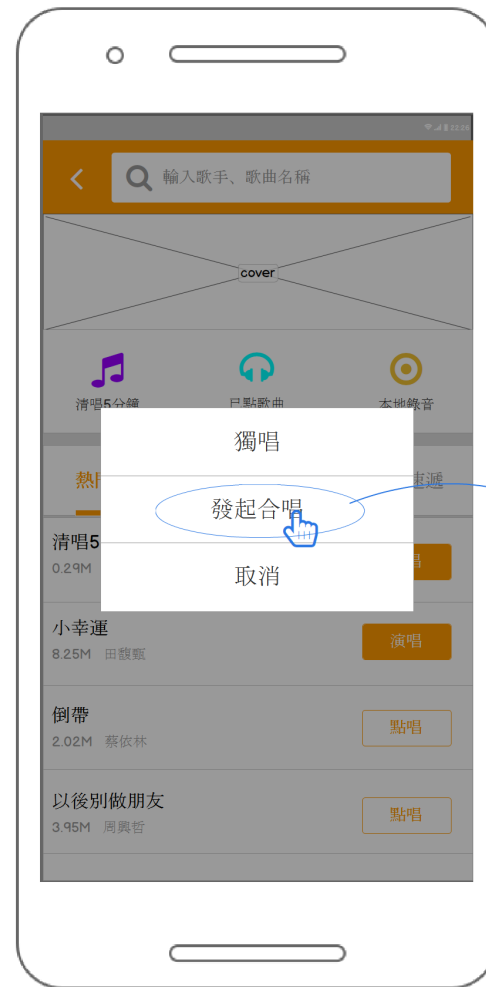 22:28
輸入歌手、歌曲名稱
cover
清唱5分鐘
已點歌曲
本地錄音
獨唱
發起合唱
取消
熱門
速遞
清唱5
0.29M
唱
小幸運
8.25M 田馥甄
演唱
倒帶
2.02M 蔡依林
點唱
以後別做朋友
3.95M 周興哲
點唱